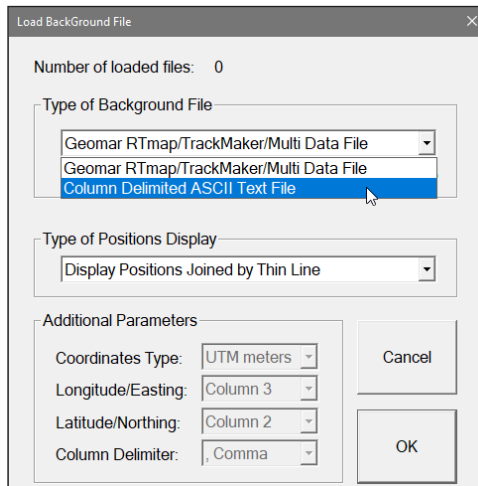 Load BackGround File
Number of loaded files: 0
Type of Background File
Geomar RTmap/TrackMaker/Multi Data File
Geomar RTmap/TrackMaker/Multi Data File
Column Delimited ASCII Text File
Type of Positions Display
Display Positions Joined by Thin Line
Additional Parameters
Coordinates Type: UTM meters
Longitude/Easting: Column 3
Latitude/Northing: Column 2
Column Delimiter: , Comma
Cancel
OK